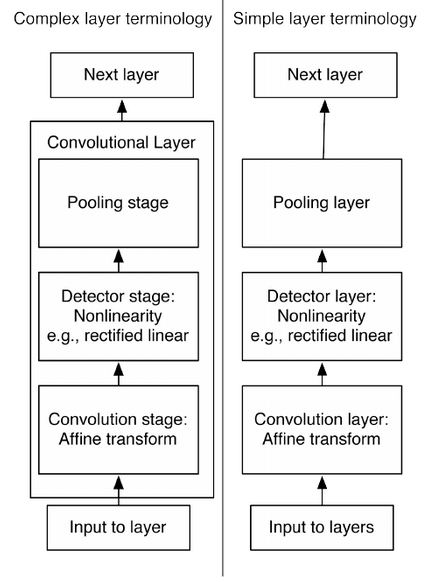 Complex layer terminology
Next layer
Convolutional Layer
Pooling stage
Detector stage:
Nonlinearity
e.g., rectified linear
Convolution stage:
Affine transform
Input to layer
Simple layer terminology
Next layer
Pooling layer
Detector layer:
Nonlinearity
e.g., rectified linear
Convolution layer:
Affine transform
Input to layers